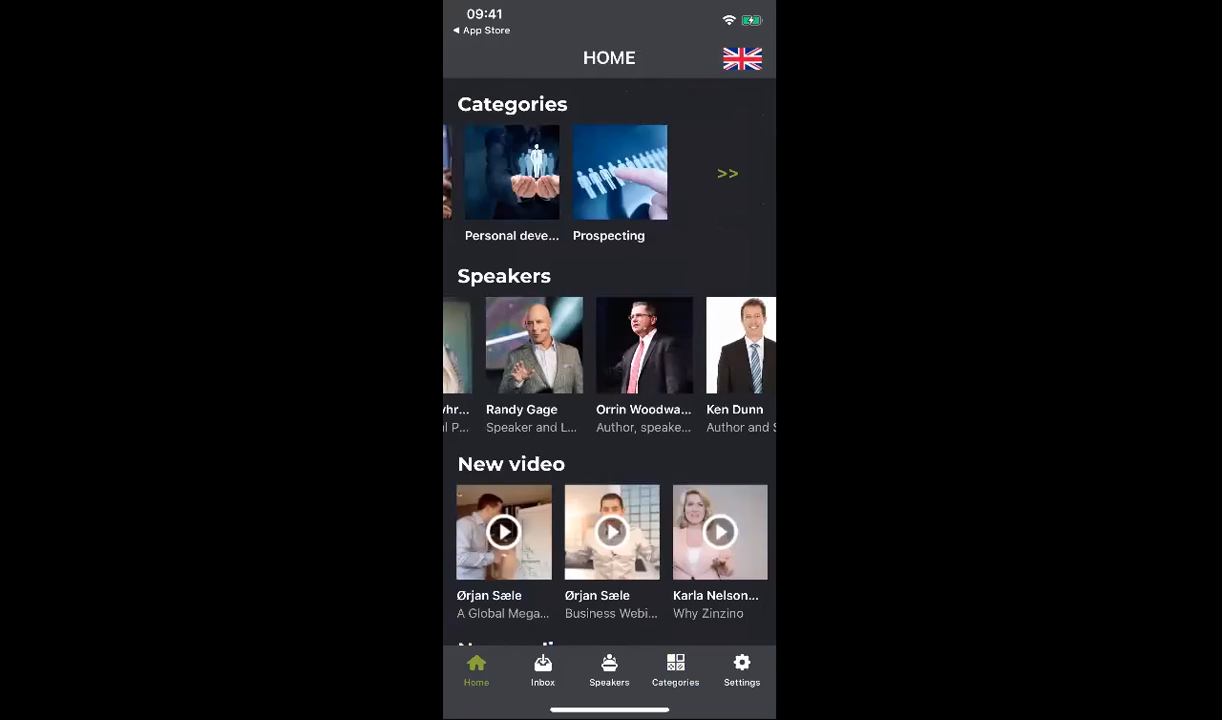 09:41
◀ App Store
HOME
Categories
Personal deve...
Prospecting
>>
Speakers
Randy Gage
Orrin Woodwa...
Ken Dunn
Speaker and L...
Author, speake...
Author and S
New video
Ørjan Sæle
Ørjan Sæle
Karla Nelson...
A Global Mega...
Business Webi...
Why Zinzino
Home
Inbox
Speakers
Categories
Settings